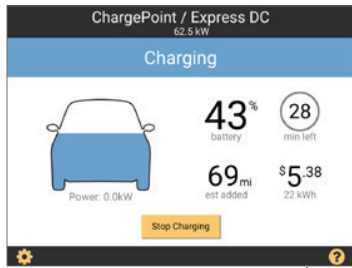 ChargePoint / Express DC
62.5 kW
Charging
43%
battery
28
min left
69mi
est added
$5.38
22 kWh
Power: 0.0kW
Stop Charging
?